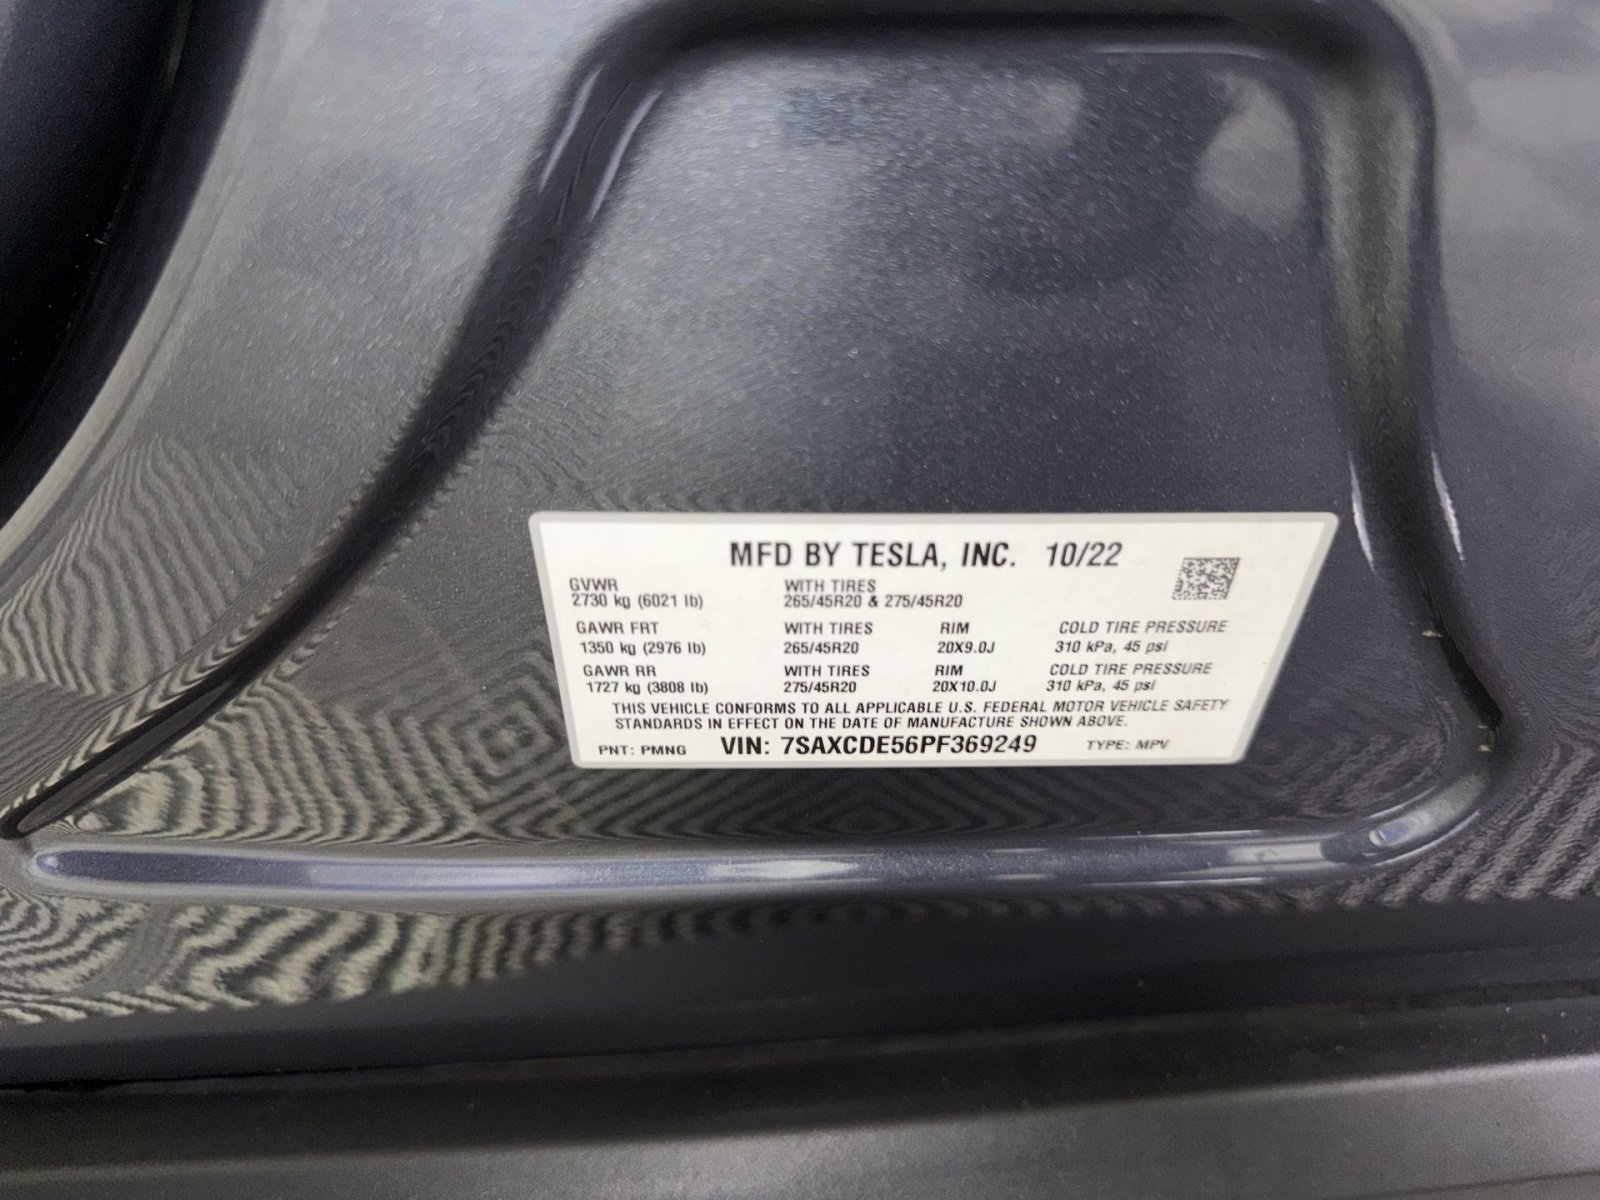 MFD BY TESLA, INC. 10/22
GVWR WITH TIRES
2730 kg (6021 lb) 265/45R20 & 275/45R20
GAWR FRT WITH TIRES RIM COLD TIRE PRESSURE
1350 kg (2976 lb) 265/45R20 20X9.0J 310 kPa, 45 psi
GAWR RR WITH TIRES RIM COLD TIRE PRESSURE
1727 kg (3808 lb) 275/45R20 20X10.0J 310 kPa, 45 psi
THIS VEHICLE CONFORMS TO ALL APPLICABLE U.S. FEDERAL MOTOR VEHICLE SAFETY
STANDARDS IN EFFECT ON THE DATE OF MANUFACTURE SHOWN ABOVE.
PNT: PMNG VIN: 7SAXCDE56PF369249 TYPE: MPV